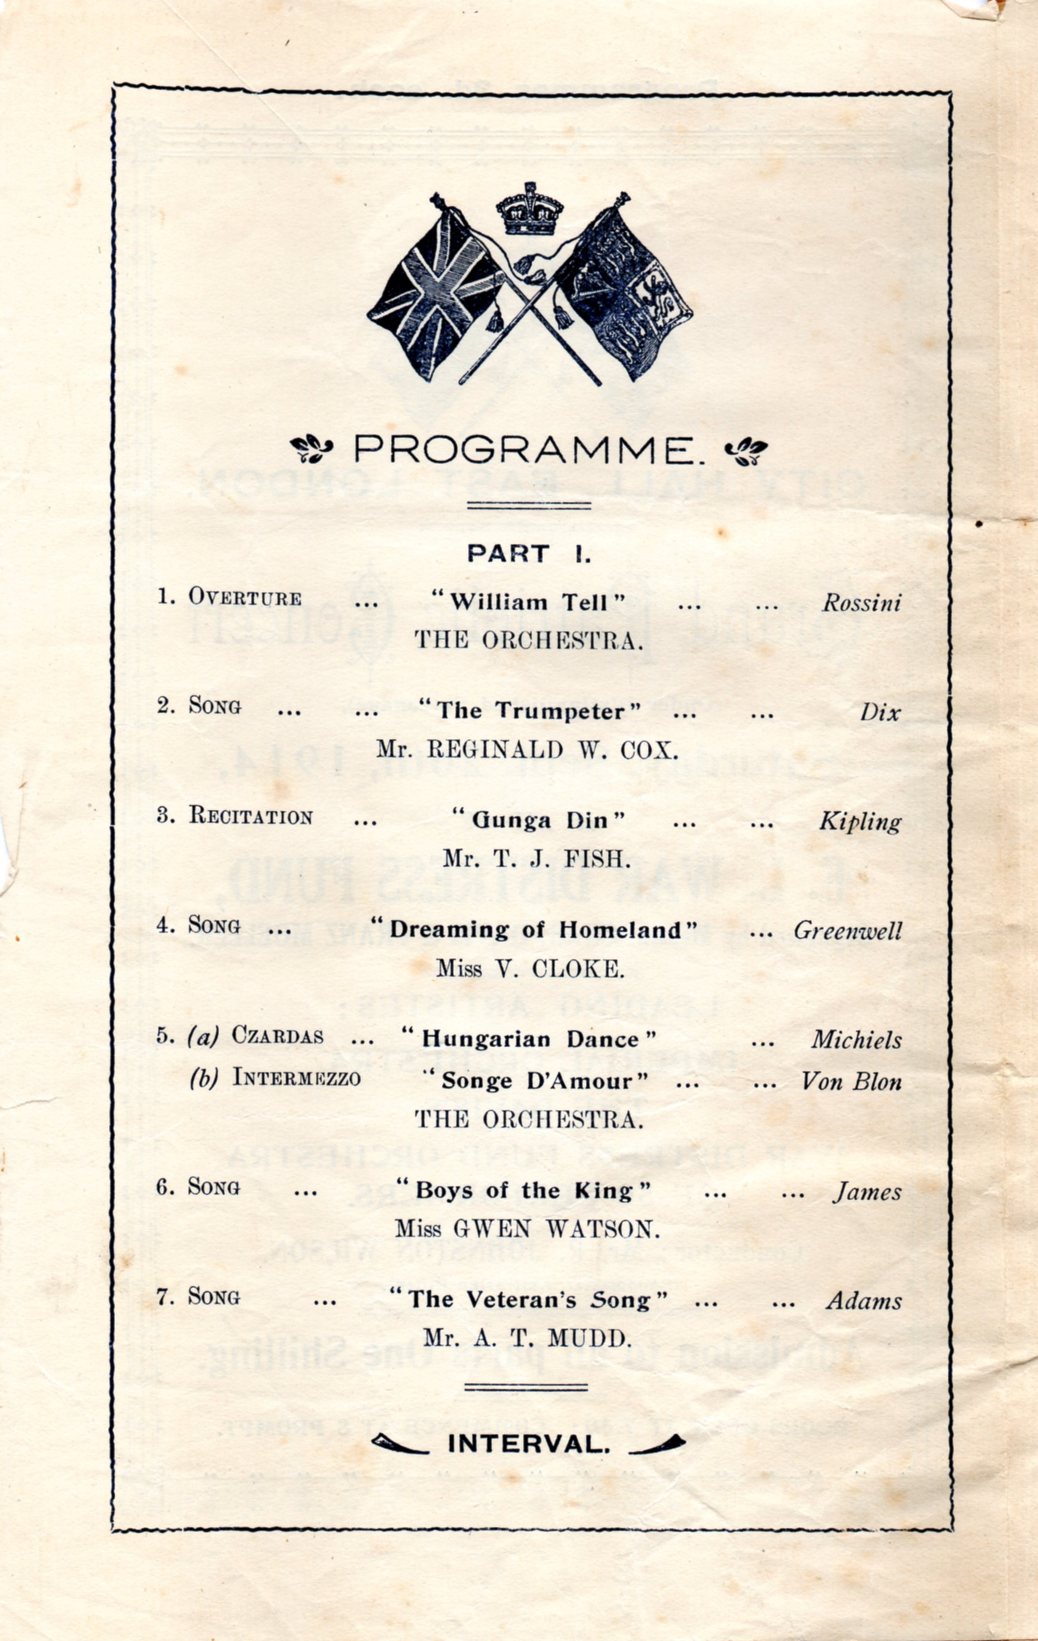 PROGRAMME.
PART I.
1. OVERTURE ... "William Tell" ... ... Rossini
THE ORCHESTRA.
2. SONG ... ... "The Trumpeter" ... ... Dix
Mr. REGINALD W. COX.
3. RECITATION ... "Gunga Din" ... ... Kipling
Mr. T. J. FISH.
4. SONG ... "Dreaming of Homeland" ... Greenwell
Miss V. CLOKE.
5. (a) CZARDAS ... "Hungarian Dance" ... Michiels
(b) INTERMEZZO "Songe D'Amour" ... ... Von Blon
THE ORCHESTRA.
6. SONG ... "Boys of the King" ... ... James
Miss GWEN WATSON.
7. SONG ... "The Veteran's Song" ... ... Adams
Mr. A. T. MUDD.
INTERVAL.